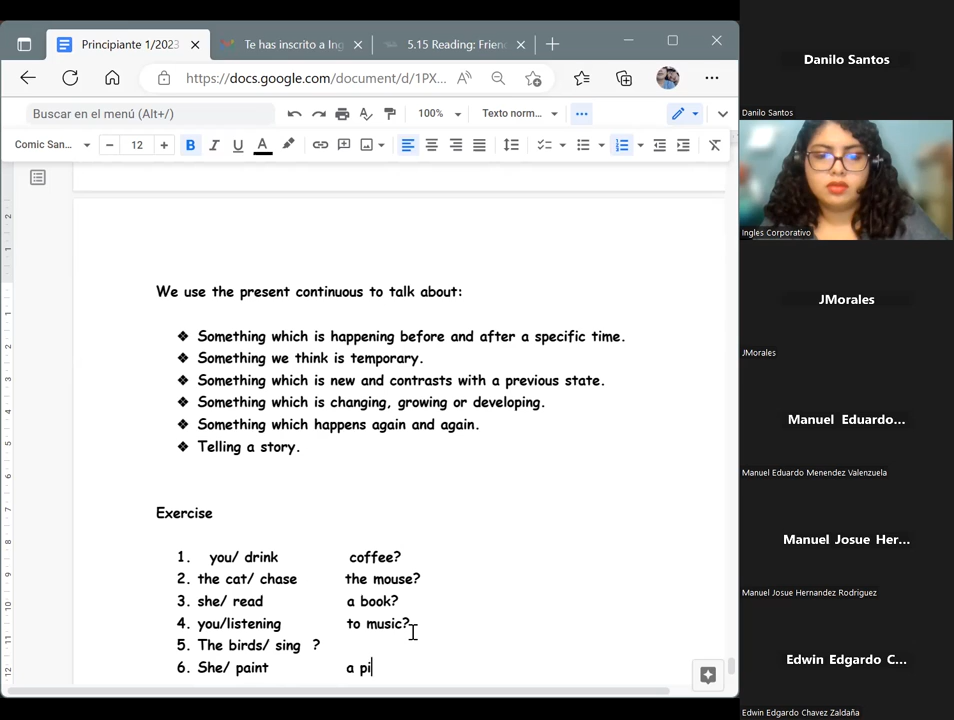 Principiante 1/2023
Te has inscrito a Ing
5.15 Reading: Frien
https://docs.google.com/document/d/1PX...
Buscar en el menú (Alt+/)
100%
Texto norm...
Comic San...
12
B
I
U
A
We use the present continuous to talk about:
❖ Something which is happening before and after a specific time.
❖ Something we think is temporary.
❖ Something which is new and contrasts with a previous state.
❖ Something which is changing, growing or developing.
❖ Something which happens again and again.
❖ Telling a story.
Exercise
1. you/ drink coffee?
2. the cat/ chase the mouse?
3. she/ read a book?
4. you/listening to music?
5. The birds/ sing ?
6. She/ paint a pi
Danilo Santos
Danilo Santos
Ingles Corporativo
JMorales
JMorales
Manuel Eduardo...
Manuel Eduardo Menendez Valenzuela
Manuel Josue Her...
Manuel Josue Hernandez Rodriguez
Edwin Edgardo C...
Edwin Edgardo Chavez Zaldaña